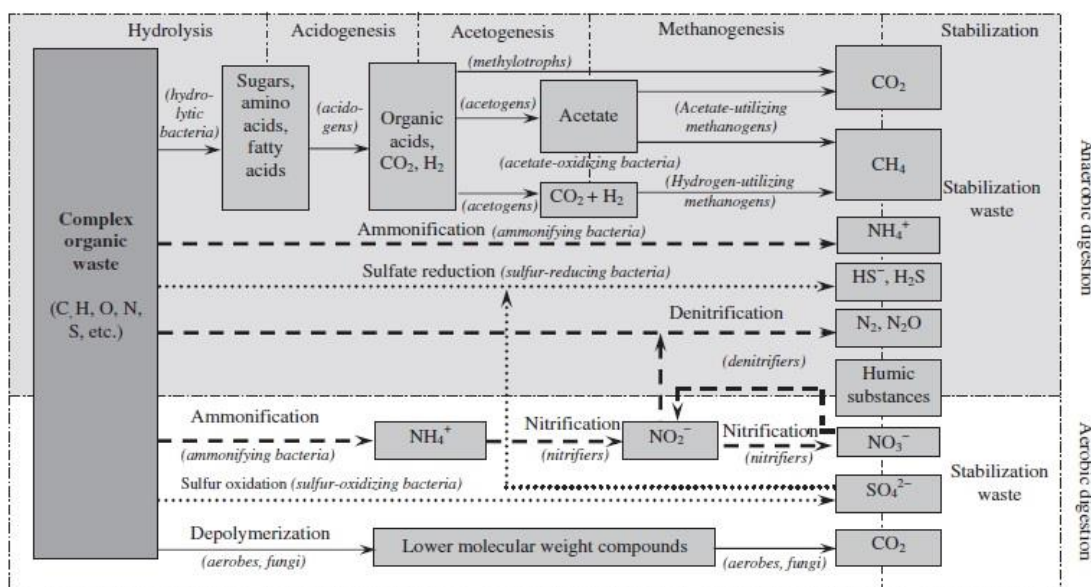 Hydrolysis
Acidogenesis
Acetogenesis
Methanogenesis
Stabilization
(methylotrophs)
(hydro-
lytic
bacteria)
Sugars,
amino
acids,
fatty
acids
(acido-
gens)
Organic
acids,
CO₂, H₂
(acetogens)
Acetate
(Acetate-utilizing
methanogens)
CO₂
CH₄
(acetate-oxidizing bacteria)
(acetogens)
CO₂ + H₂
(Hydrogen-utilizing
methanogens)
Stabilization
waste
Anaerobic digestion
Complex
organic
waste
(C, H, O, N,
S, etc.)
Ammonification (ammonifying bacteria)
NH₄⁺
Sulfate reduction (sulfur-reducing bacteria)
HS⁻, H₂S
Denitrification
N₂, N₂O
(denitrifiers)
Humic
substances
Ammonification
(ammonifying bacteria)
NH₄⁺
Nitrification
(nitrifiers)
NO₂⁻
Nitrification
(nitrifiers)
NO₃⁻
Sulfur oxidation (sulfur-oxidizing bacteria)
SO₄²⁻
Stabilization
waste
Aerobic digestion
Depolymerization
(aerobes, fungi)
Lower molecular weight compounds
(aerobes, fungi)
CO₂